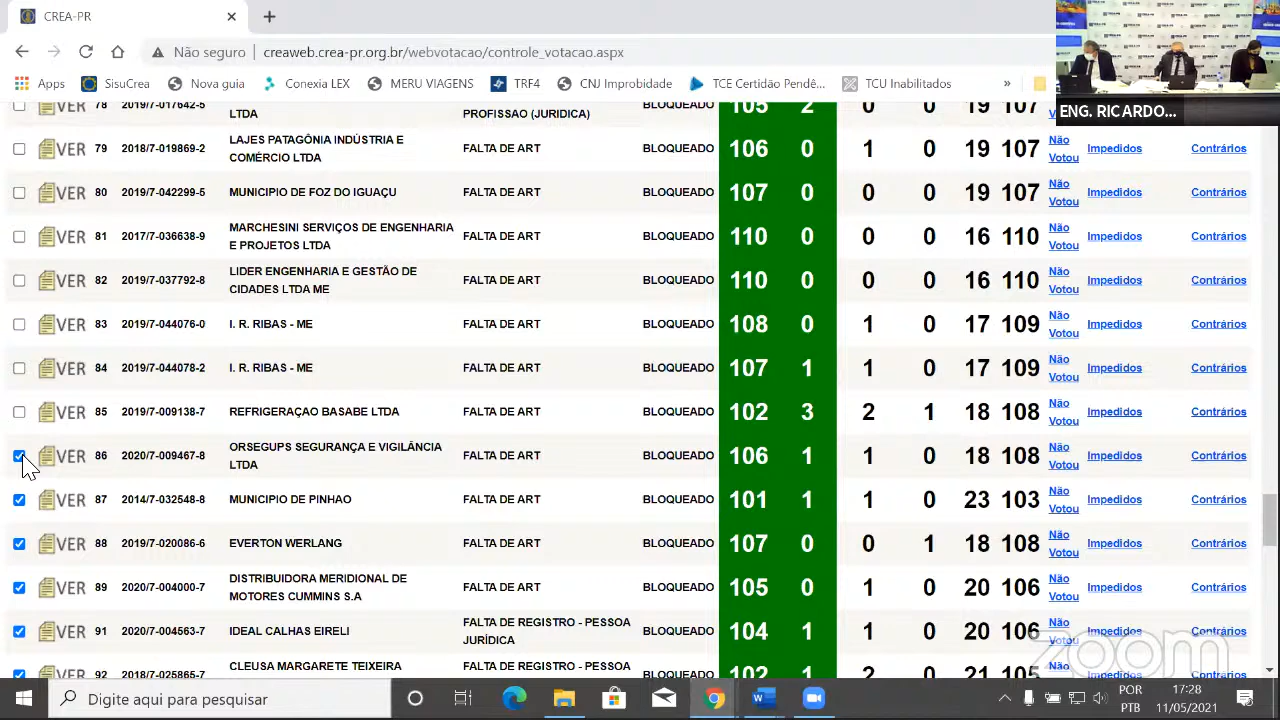 CREA-PR
Não seguro creaweb.crea-pr
Apps SisuCrea Nova guia Conexia LEX NJ Improbidade TCU Inabitados »
ENG. RICARDO...
78 2019/7-017642-5 LTDA PROFISSAO (JURIDICA) BLOQUEADO 105 2 0 0 19 107
VER 79 2018/7-019869-2 LAJES PATAGÔNIA INDÚSTRIA E COMÉRCIO LTDA FALTA DE ART BLOQUEADO 106 0 1 0 19 107 Não Votou Impedidos Contrários
VER 80 2017/7-042299-5 MUNICIPIO DE FOZ DO IGUAÇU FALTA DE ART BLOQUEADO 107 0 0 0 19 107 Não Votou Impedidos Contrários
VER 81 2017/7-036638-9 MARCHESINI SERVIÇOS DE ENGENHARIA E PROJETOS LTDA FALTA DE ART BLOQUEADO 110 0 0 0 16 110 Não Votou Impedidos Contrários
VER 82 2019/7-037792-8 LIDER ENGENHARIA E GESTÃO DE CIDADES LTDA ME FALTA DE ART BLOQUEADO 110 0 0 0 16 110 Não Votou Impedidos Contrários
VER 83 2019/7-044076-0 I. R. RIBAS - ME FALTA DE ART BLOQUEADO 108 0 1 0 17 109 Não Votou Impedidos Contrários
VER 84 2019/7-044078-2 I. R. RIBAS - ME FALTA DE ART BLOQUEADO 107 1 1 0 17 109 Não Votou Impedidos Contrários
VER 85 2019/7-009138-7 REFRIGERAÇAO BASABE LTDA FALTA DE ART BLOQUEADO 102 3 2 1 18 108 Não Votou Impedidos Contrários
VER 86 2020/7-009467-8 ORSEGUPS SEGURANÇA E VIGILÂNCIA LTDA FALTA DE ART BLOQUEADO 106 1 1 0 18 108 Não Votou Impedidos Contrários
VER 87 2014/7-032548-8 MUNICIPIO DE PINHAO FALTA DE ART BLOQUEADO 101 1 1 0 23 103 Não Votou Impedidos Contrários
VER 88 2019/7-020086-6 EVERTON WERLANG FALTA DE ART BLOQUEADO 107 0 0 1 18 108 Não Votou Impedidos Contrários
VER 89 2020/7-004000-7 DISTRIBUIDORA MERIDIONAL DE MOTORES CUMMINS S.A FALTA DE ART BLOQUEADO 105 0 1 0 20 106 Não Votou Impedidos Contrários
VER 91 2020/7-004563-7 IDEAL CALHAS EIRELI FALTA DE REGISTRO - PESSOA JURÍDICA BLOQUEADO 104 1 1 0 20 106 Não Votou Impedidos Contrários
VER 92 2018/7-025865-7 CLEUSA MARGARETE TEIXEIRA FALTA DE REGISTRO - PESSOA BLOQUEADO 102 1 2 0 21 105 Não Impedidos Contrários
zoom
Digite aqui para pesquisar
POR
PTB
17:28
11/05/2021